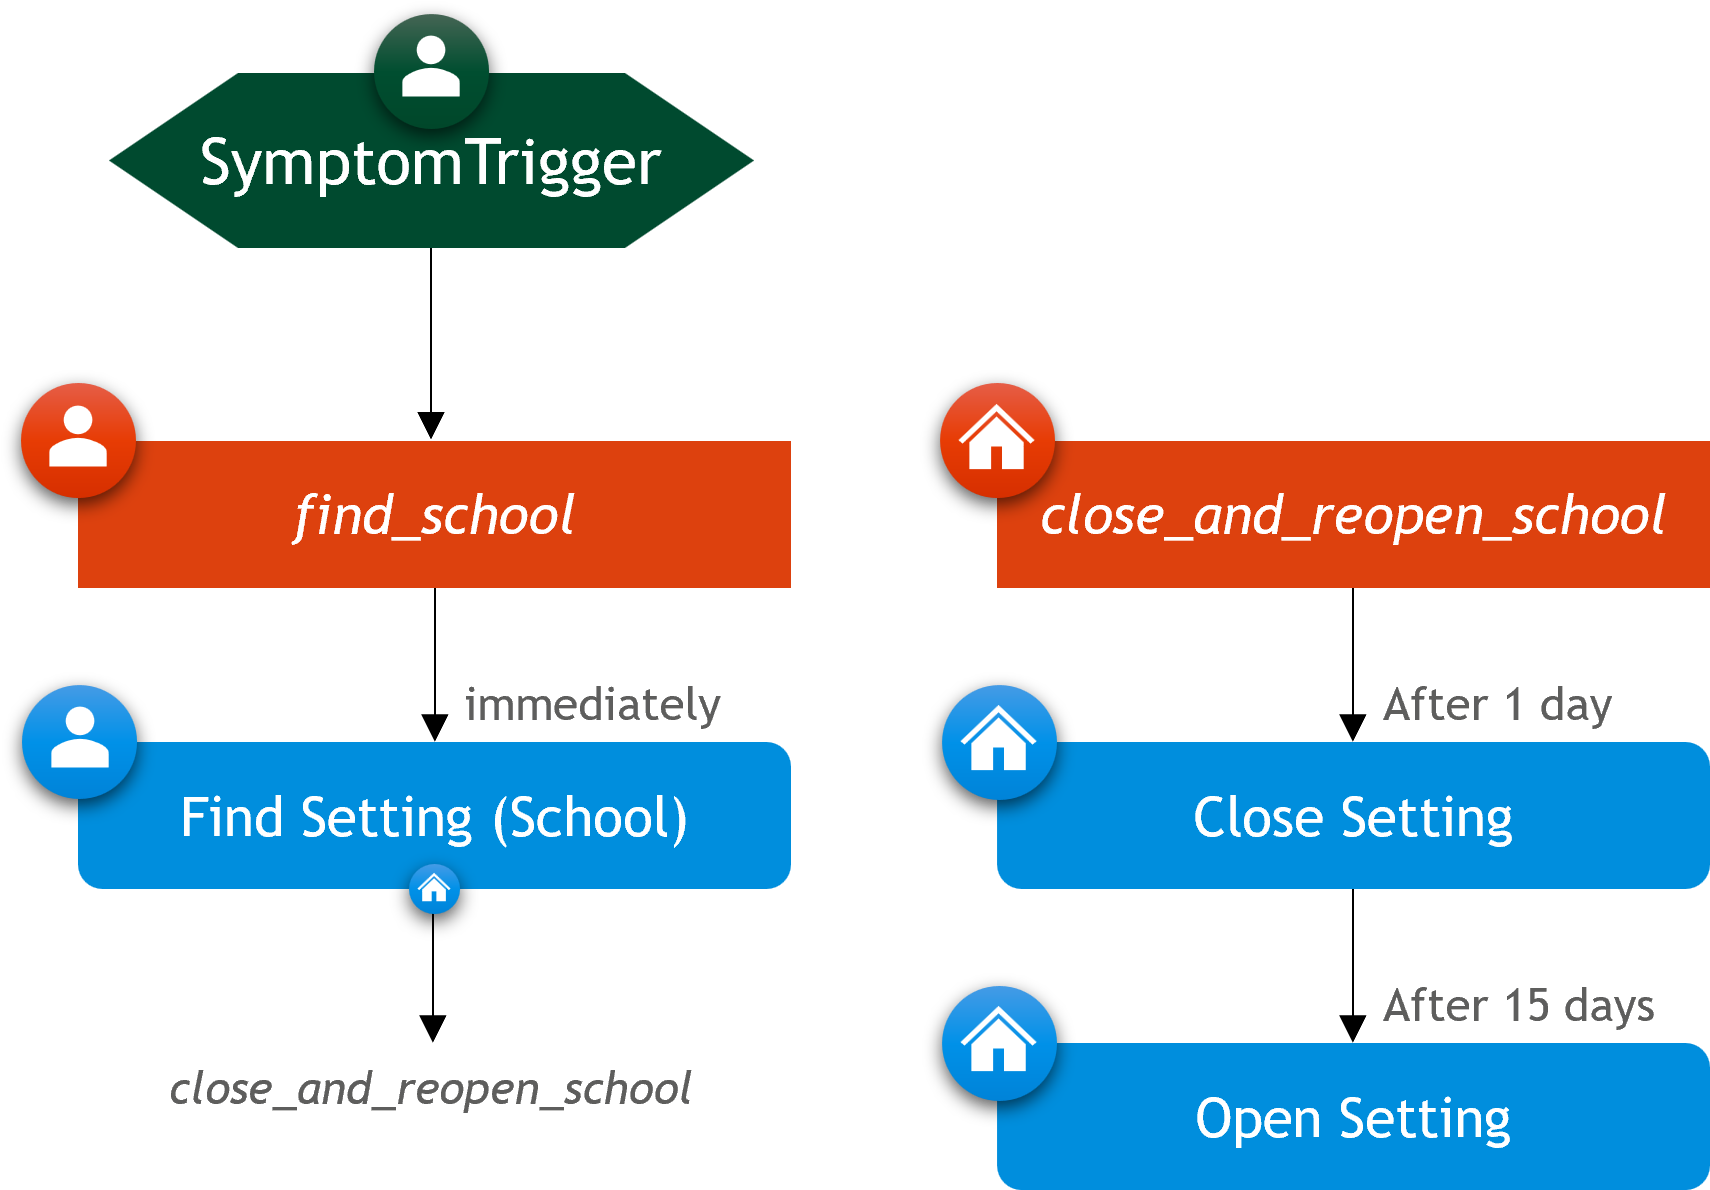 SymptomTrigger
find_school
immediately
Find Setting (School)
close_and_reopen_school
close_and_reopen_school
After 1 day
Close Setting
After 15 days
Open Setting